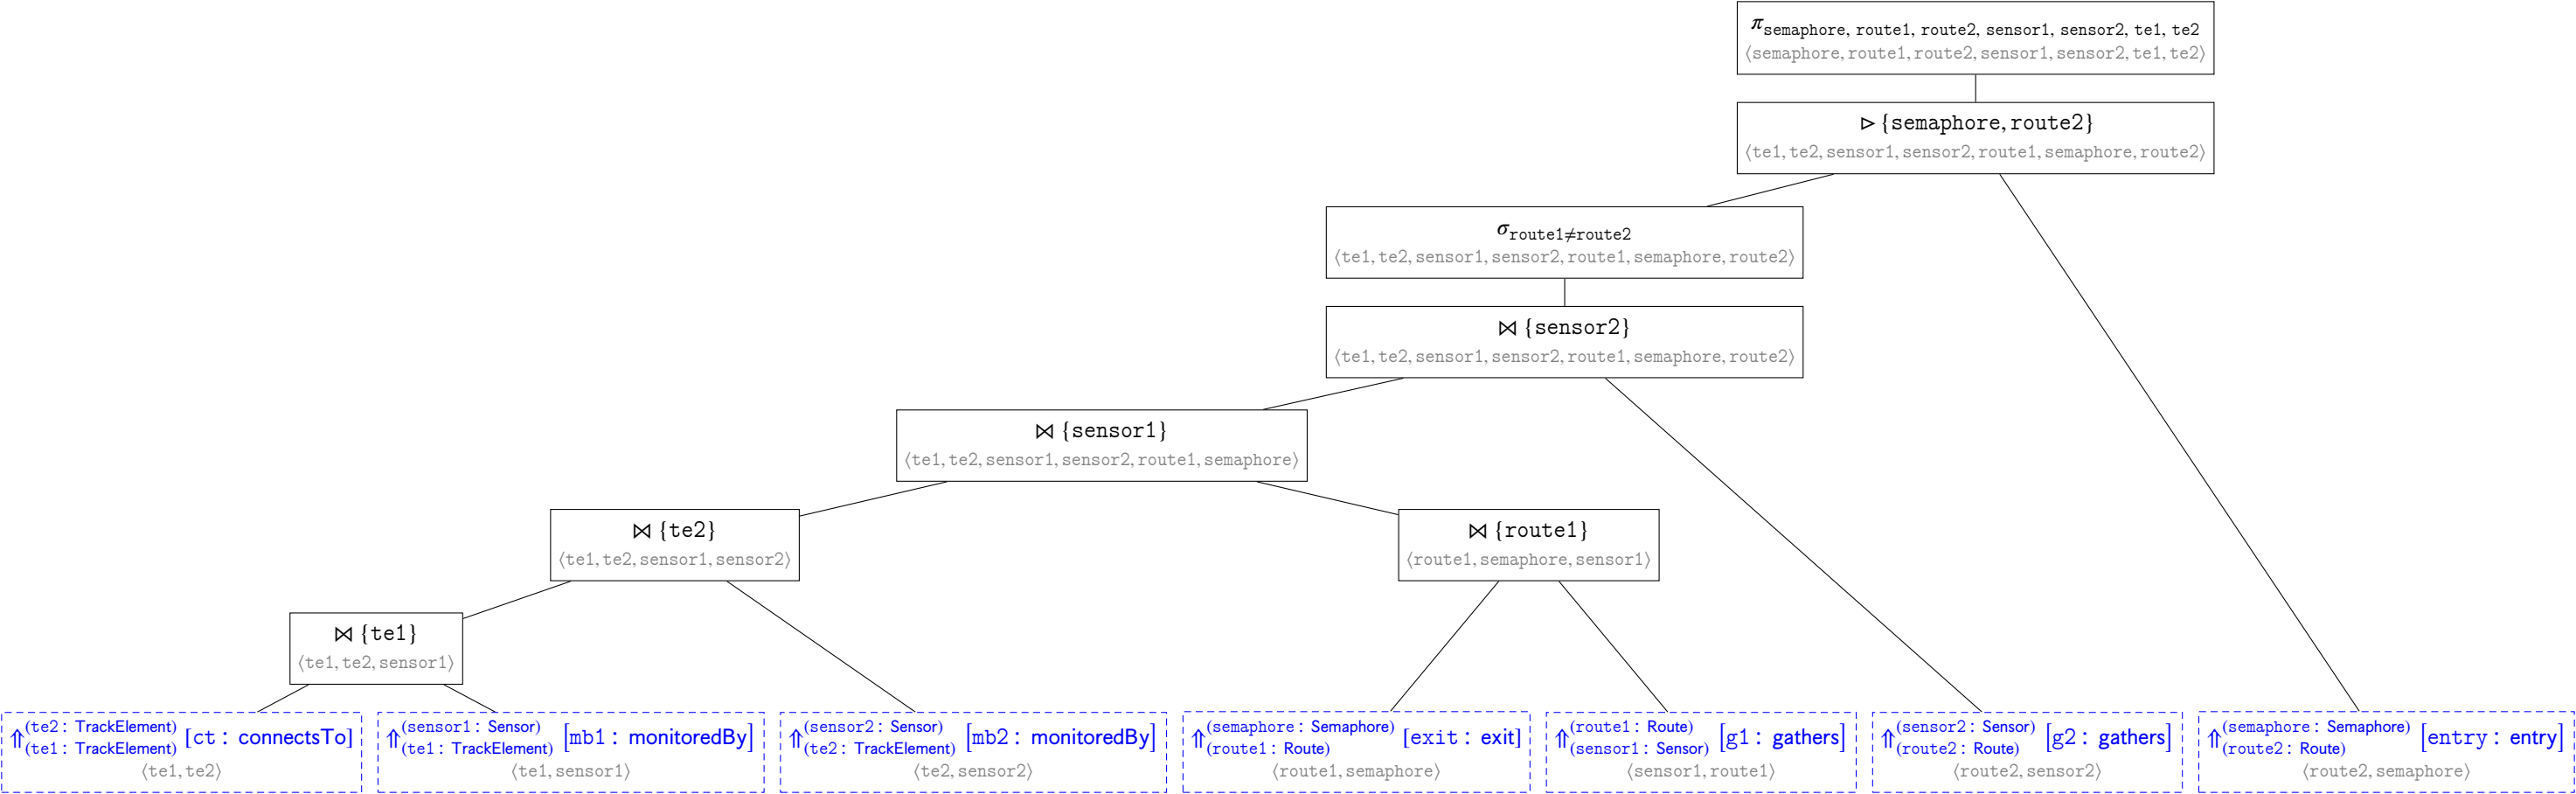 π semaphore, route1, route2, sensor1, sensor2, te1, te2
⟨semaphore, route1, route2, sensor1, sensor2, te1, te2⟩
▷ {semaphore, route2}
⟨te1, te2, sensor1, sensor2, route1, semaphore, route2⟩
σ route1≠route2
⟨te1, te2, sensor1, sensor2, route1, semaphore, route2⟩
⋈ {sensor2}
⟨te1, te2, sensor1, sensor2, route1, semaphore, route2⟩
⋈ {sensor1}
⟨te1, te2, sensor1, sensor2, route1, semaphore⟩
⋈ {te2}
⟨te1, te2, sensor1, sensor2⟩
⋈ {route1}
⟨route1, semaphore, sensor1⟩
⋈ {te1}
⟨te1, te2, sensor1⟩
⇑ (te2: TrackElement) (te1: TrackElement) [ct: connectsTo]
⟨te1, te2⟩
⇑ (sensor1: Sensor) (te1: TrackElement) [mb1: monitoredBy]
⟨te1, sensor1⟩
⇑ (sensor2: Sensor) (te2: TrackElement) [mb2: monitoredBy]
⟨te2, sensor2⟩
⇑ (semaphore: Semaphore) (route1: Route) [exit: exit]
⟨route1, semaphore⟩
⇑ (route1: Route) (sensor1: Sensor) [g1: gathers]
⟨sensor1, route1⟩
⇑ (sensor2: Sensor) (route2: Route) [g2: gathers]
⟨route2, sensor2⟩
⇑ (semaphore: Semaphore) (route2: Route) [entry: entry]
⟨route2, semaphore⟩